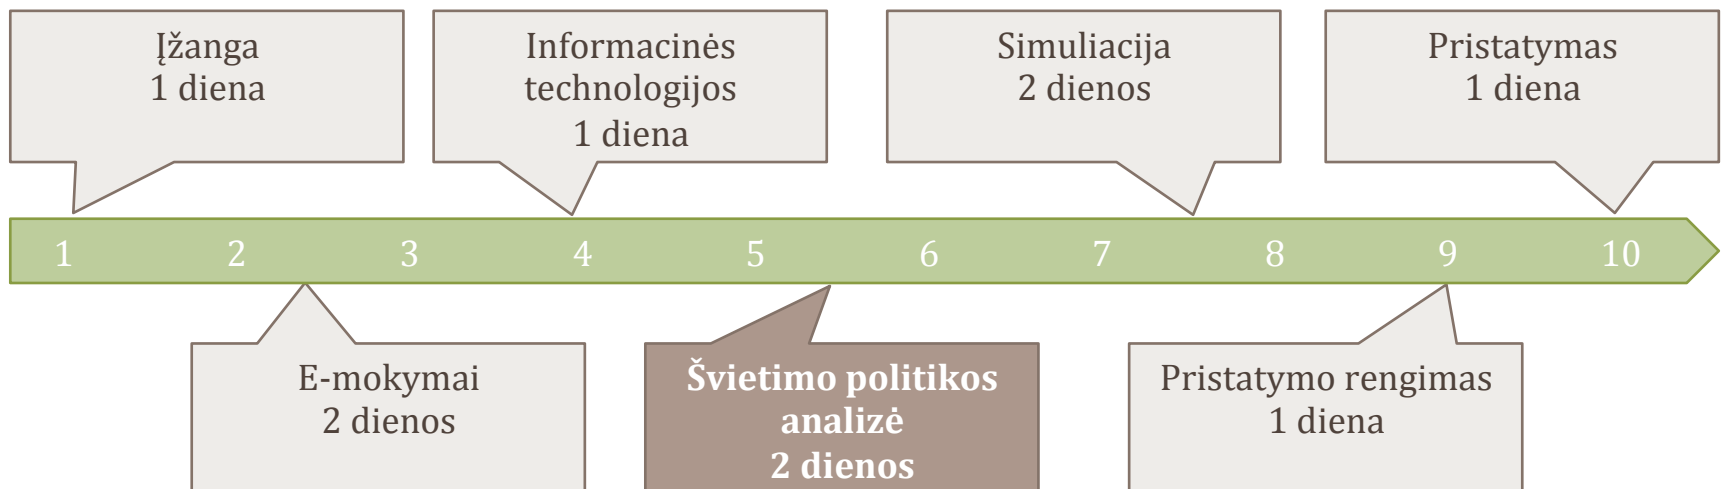 Įžanga
1 diena
Informacinės
technologijos
1 diena
Simuliacija
2 dienos
Pristatymas
1 diena
1 2 3 4 5 6 7 8 9 10
E-mokymai
2 dienos
Švietimo politikos
analizė
2 dienos
Pristatymo rengimas
1 diena